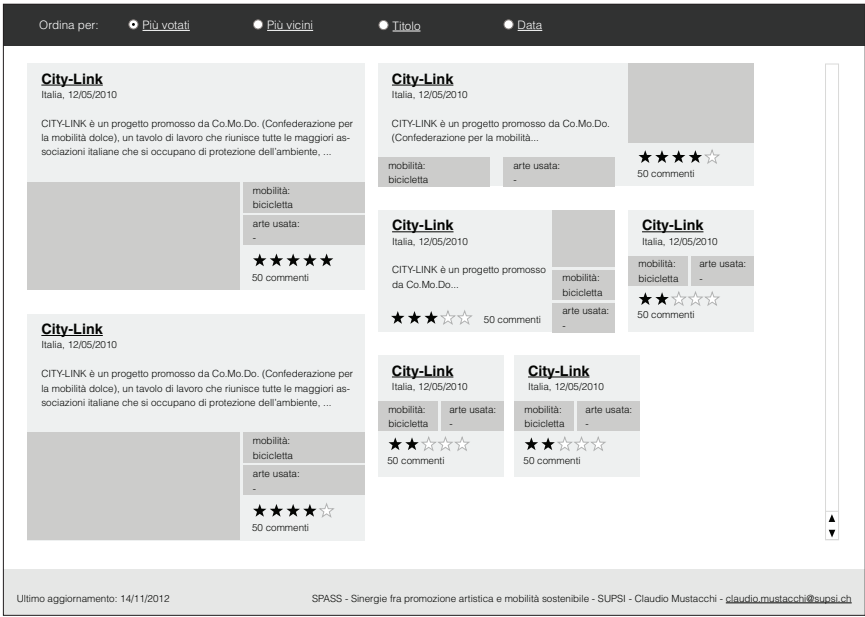 Ordina per: Più votati Più vicini Titolo Data
City-Link
Italia, 12/05/2010
CITY-LINK è un progetto promosso da Co.Mo.Do. (Confederazione per
la mobilità dolce), un tavolo di lavoro che riunisce tutte le maggiori as-
sociazioni italiane che si occupano di protezione dell'ambiente, ...
mobilità:
bicicletta
arte usata:
-
50 commenti
City-Link
Italia, 12/05/2010
CITY-LINK è un progetto promosso da Co.Mo.Do. (Confederazione per
la mobilità dolce), un tavolo di lavoro che riunisce tutte le maggiori as-
sociazioni italiane che si occupano di protezione dell'ambiente, ...
mobilità:
bicicletta
arte usata:
-
50 commenti
City-Link
Italia, 12/05/2010
CITY-LINK è un progetto promosso da Co.Mo.Do.
(Confederazione per la mobilità...
mobilità:
bicicletta
arte usata:
-
50 commenti
City-Link
Italia, 12/05/2010
CITY-LINK è un progetto promosso
da Co.Mo.Do...
mobilità:
bicicletta
arte usata:
-
50 commenti
City-Link
Italia, 12/05/2010
mobilità:
bicicletta
arte usata:
-
50 commenti
City-Link
Italia, 12/05/2010
mobilità:
bicicletta
arte usata:
-
50 commenti
City-Link
Italia, 12/05/2010
mobilità:
bicicletta
arte usata:
-
50 commenti
Ultimo aggiornamento: 14/11/2012
SPASS - Sinergie fra promozione artistica e mobilità sostenibile - SUPSI - Claudio Mustacchi - claudio.mustacchi@supsi.ch